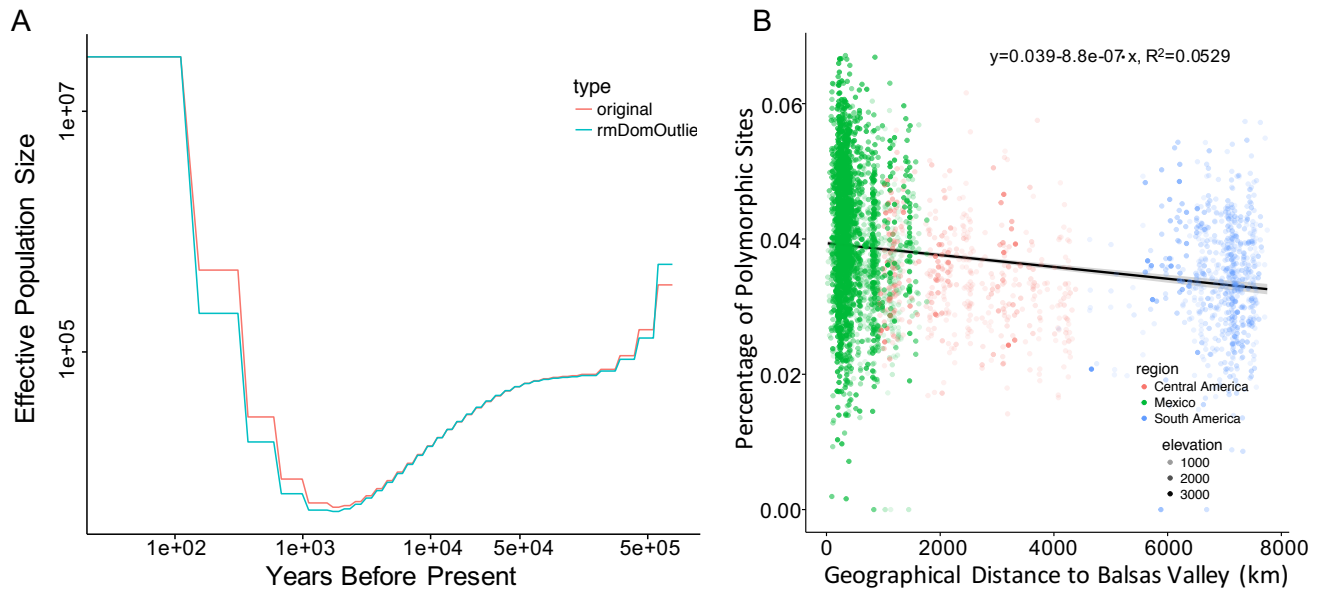 A
B
type
original
rmDomOutlie
Effective Population Size
1e+07
1e+05
1e+02
1e+03
1e+04
5e+04
5e+05
Years Before Present
y=0.039-8.8e-07·x, R²=0.0529
Percentage of Polymorphic Sites
0.06
0.04
0.02
0.00
region
Central America
Mexico
South America
elevation
1000
2000
3000
0
2000
4000
6000
8000
Geographical Distance to Balsas Valley (km)